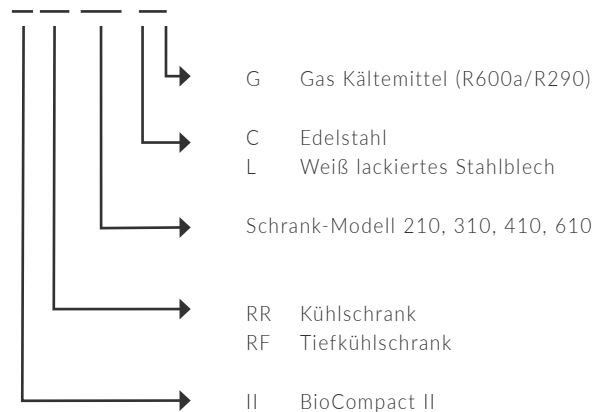 G Gas Kältemittel (R600a/R290)
C Edelstahl
L Weiß lackiertes Stahlblech
Schrank-Modell 210, 310, 410, 610
RR Kühlschrank
RF Tiefkühlschrank
II BioCompact II